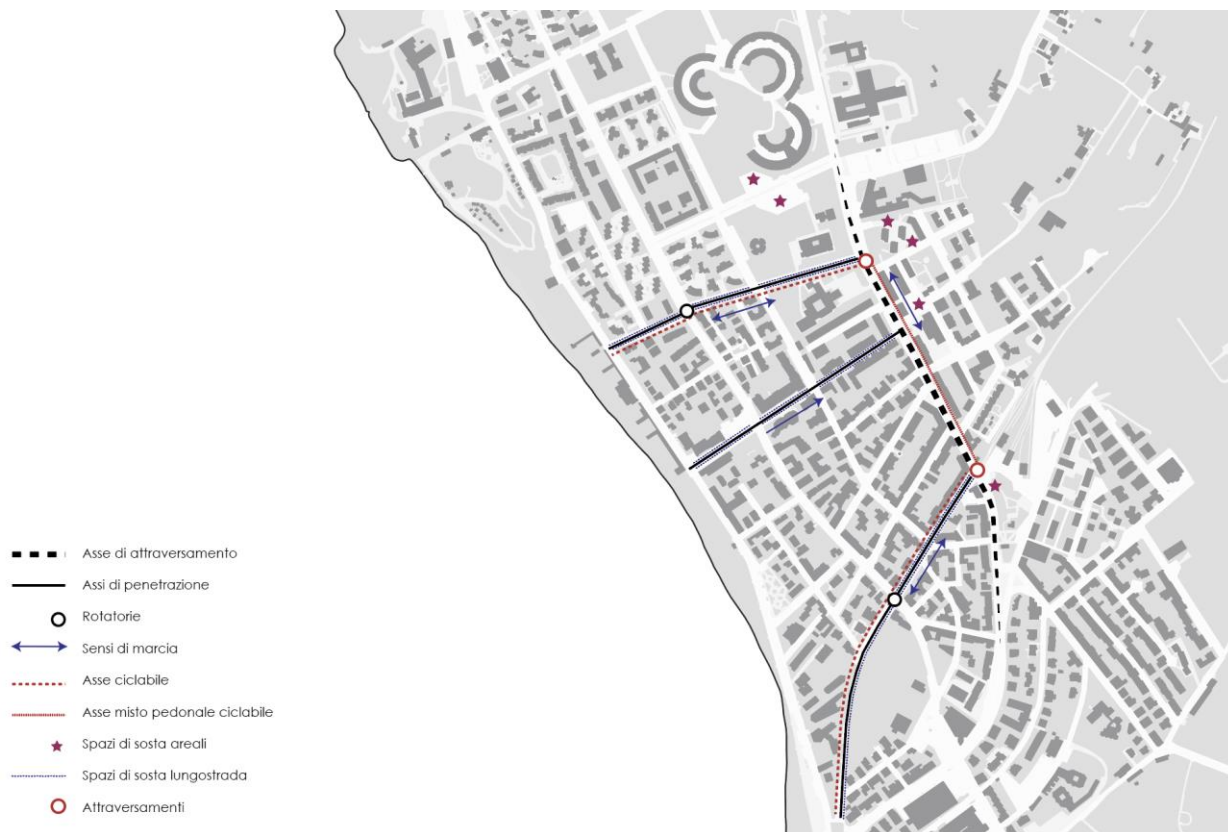 Asse di attraversamento
Assi di penetrazione
Rotatorie
Sensi di marcia
Asse ciclabile
Asse misto pedonale ciclabile
Spazi di sosta areali
Spazi di sosta lungostrada
Attraversamenti